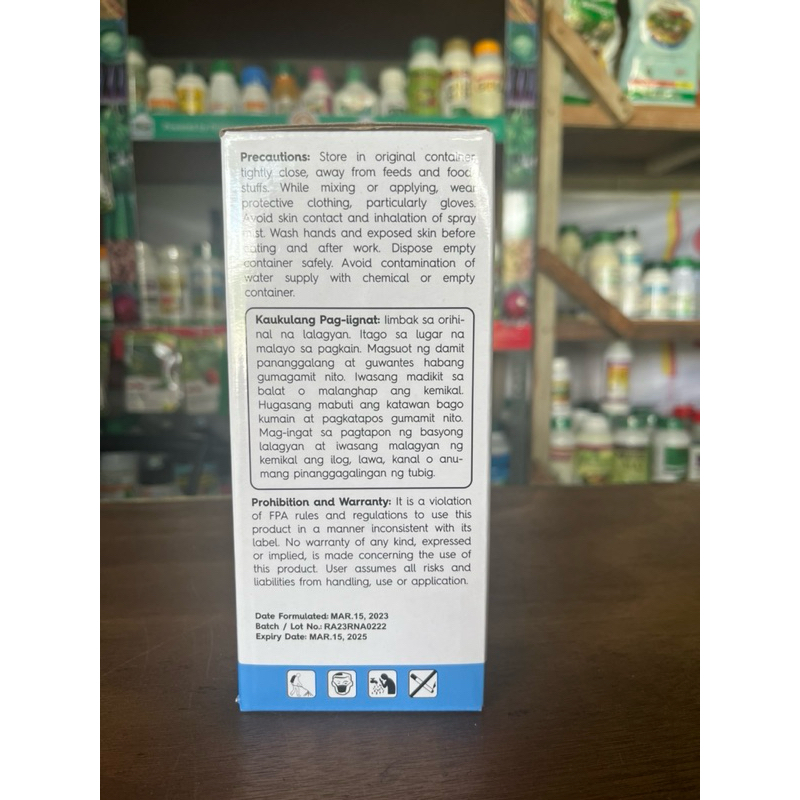 Precautions: Store in original container
tightly close, away from feeds and food
stuffs. While mixing or applying, wear
protective clothing, particularly gloves.
Avoid skin contact and inhalation of spray
mist. Wash hands and exposed skin before
eating and after work. Dispose empty
container safely. Avoid contamination of
water supply with chemical or empty
container.
Kaukulang Pag-iignat: Iimbak sa orihi-
nal na lalagyan. Itago sa lugar na
malayo sa pagkain. Magsuot ng damit
pananggalang at guwantes habang
gumagamit nito. Iwasang madikit sa
balat o malanghap ang kemikal.
Hugasang mabuti ang katawan bago
kumain at pagkatapos gumamit nito.
Mag-ingat sa pagtapon ng basyong
lalagyan at iwasang malagyan ng
kemikal ang ilog, lawa, kanal o anu-
mang pinanggagalingan ng tubig.
Prohibition and Warranty: It is a violation
of FPA rules and regulations to use this
product in a manner inconsistent with its
label. No warranty of any kind, expressed
or implied, is made concerning the use of
this product. User assumes all risks and
liabilities from handling, use or application.
Date Formulated: MAR.15, 2023
Batch / Lot No.: RA23RNA0222
Expiry Date: MAR.15, 2025